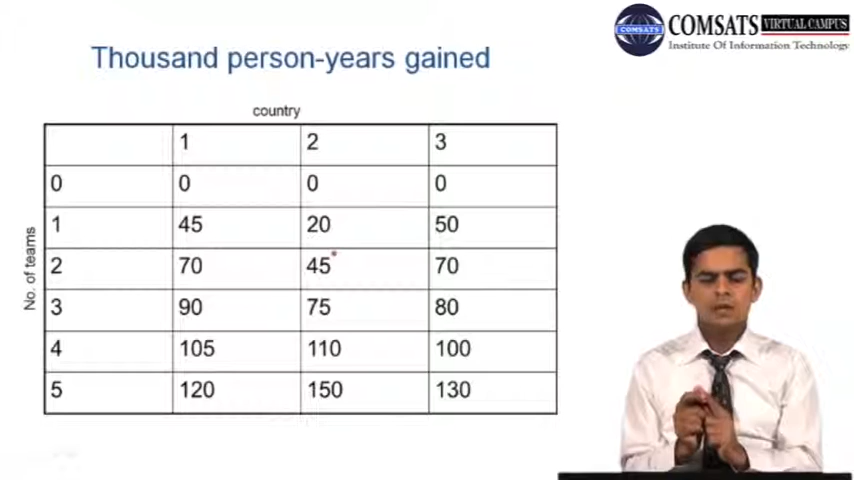 COMSATS VIRTUAL CAMPUS
COMSATS
Institute Of Information Technology
Thousand person-years gained
country
1 2 3
0 0 0 0
1 45 20 50
2 70 45 70
3 90 75 80
4 105 110 100
5 120 150 130
No. of teams